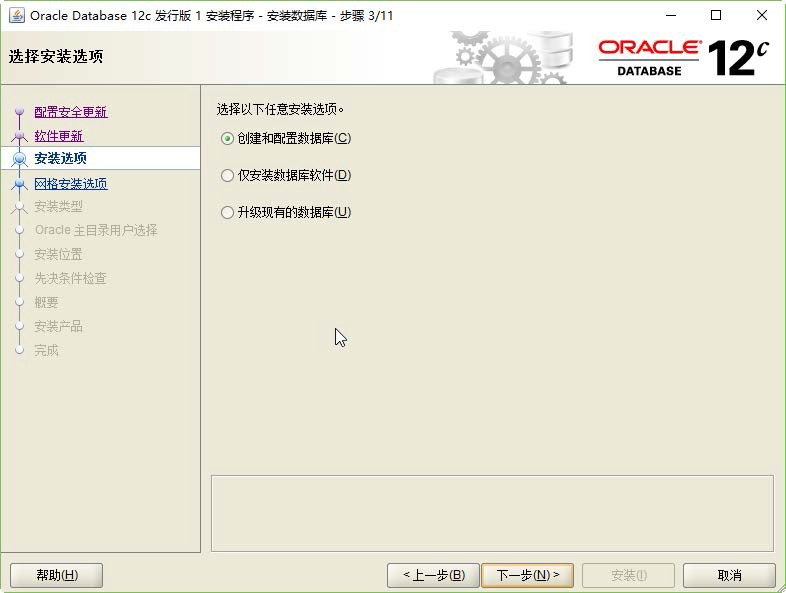 Oracle Database 12c 发行版 1 安装程序 - 安装数据库 - 步骤 3/11
选择安装选项
ORACLE®
DATABASE
12c
配置安全更新
软件更新
安装选项
网格安装选项
安装类型
Oracle 主目录用户选择
安装位置
先决条件检查
概要
安装产品
完成
选择以下任意安装选项。
创建和配置数据库(C)
仅安装数据库软件(D)
升级现有的数据库(U)
帮助(H)
< 上一步(B)
下一步(N) >
安装(I)
取消